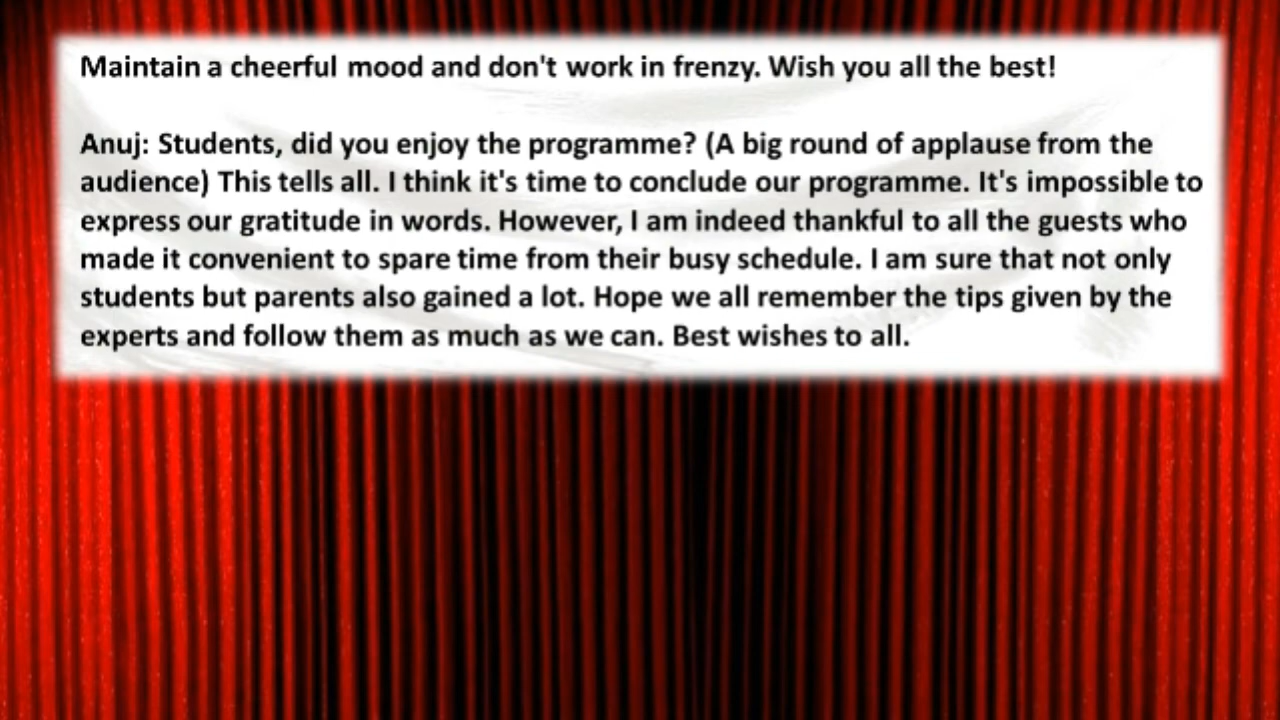 Maintain a cheerful mood and don't work in frenzy. Wish you all the best!
Anuj: Students, did you enjoy the programme? (A big round of applause from the
audience) This tells all. I think it's time to conclude our programme. It's impossible to
express our gratitude in words. However, I am indeed thankful to all the guests who
made it convenient to spare time from their busy schedule. I am sure that not only
students but parents also gained a lot. Hope we all remember the tips given by the
experts and follow them as much as we can. Best wishes to all.